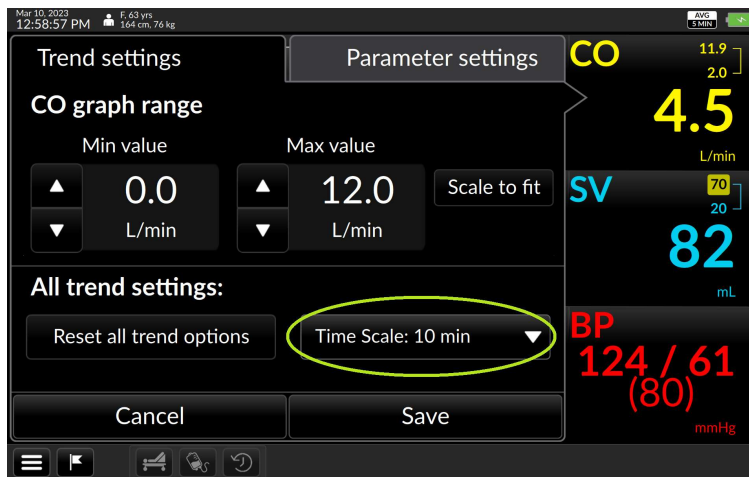 Mar 10, 2023
12:58:57 PM
F, 63 yrs
164 cm, 76 kg
AVG
5 MIN
Trend settings
Parameter settings
CO graph range
Min value
Max value
0.0
L/min
12.0
L/min
Scale to fit
All trend settings:
Reset all trend options
Time Scale: 10 min
Cancel
Save
CO
11.9
2.0
4.5
L/min
SV
70
20
82
mL
BP
124 / 61
(80)
mmHg